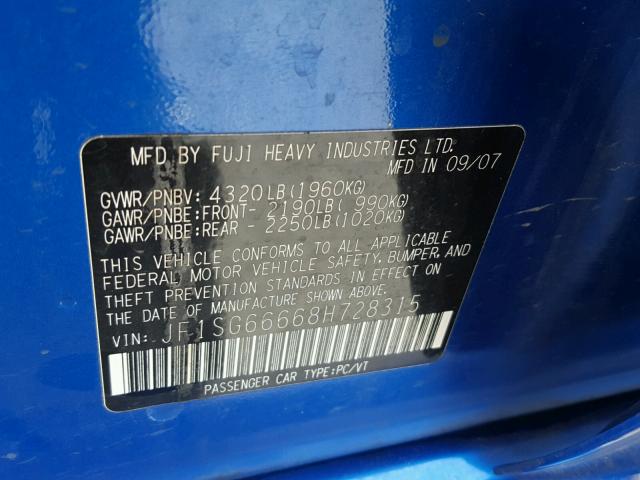 MFD BY FUJI HEAVY INDUSTRIES LTD.
MFD IN 09/07
GVWR/PNBV: 4320LB(1960KG)
GAWR/PNBE:FRONT- 2190LB( 990KG)
GAWR/PNBE:REAR - 2250LB(1020KG)
THIS VEHICLE CONFORMS TO ALL APPLICABLE
FEDERAL MOTOR VEHICLE SAFETY, BUMPER, AND
THEFT PREVENTION STANDARDS IN EFFECT ON
THE DATE OF MANUFACTURE SHOWN ABOVE.
VIN: JF1SG66668H728315
PASSENGER CAR TYPE:PC/VT